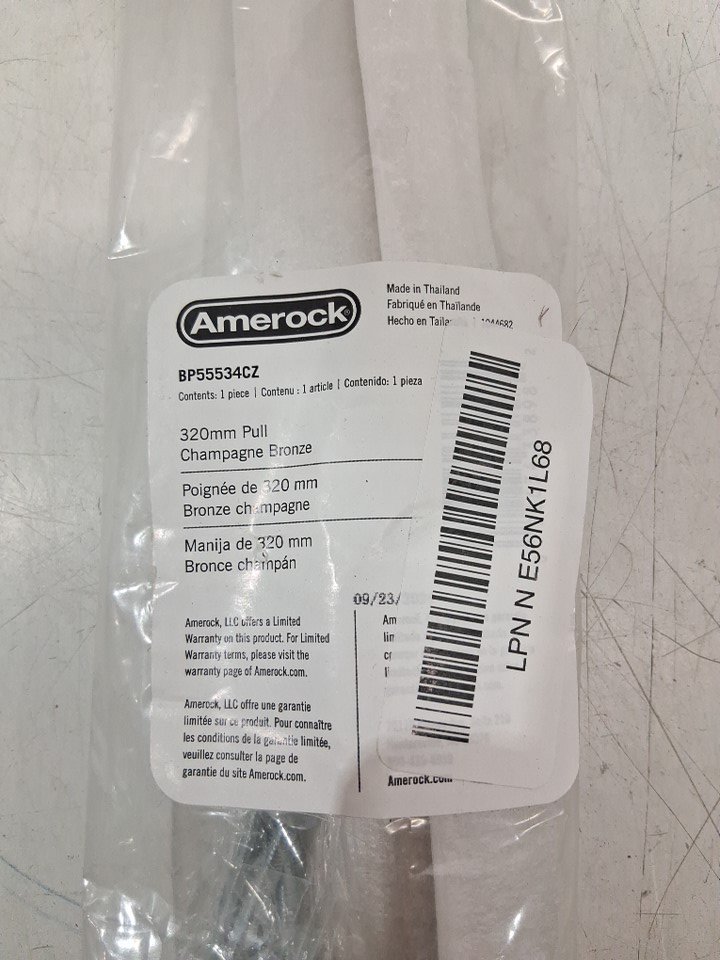 Amerock®
Made in Thailand
Fabriqué en Thaïlande
Hecho en
BP55534CZ
Contents: 1 piece | Contenu : 1 article | Contenido: 1 pieza
320mm Pull
Champagne Bronze
Poignée de 320 mm
Bronze champagne
Manija de 320 mm
Bronce champán
09/23/
Amerock, LLC offers a Limited
Warranty on this product. For Limited
Warranty terms, please visit the
warranty page of Amerock.com.
Amerock, LLC offre une garantie
limitée sur ce produit. Pour connaître
les conditions de la garantie limitée,
veuillez consulter la page de
garantie du site Amerock.com.
Amerock.com
LPN N E56NK1L68